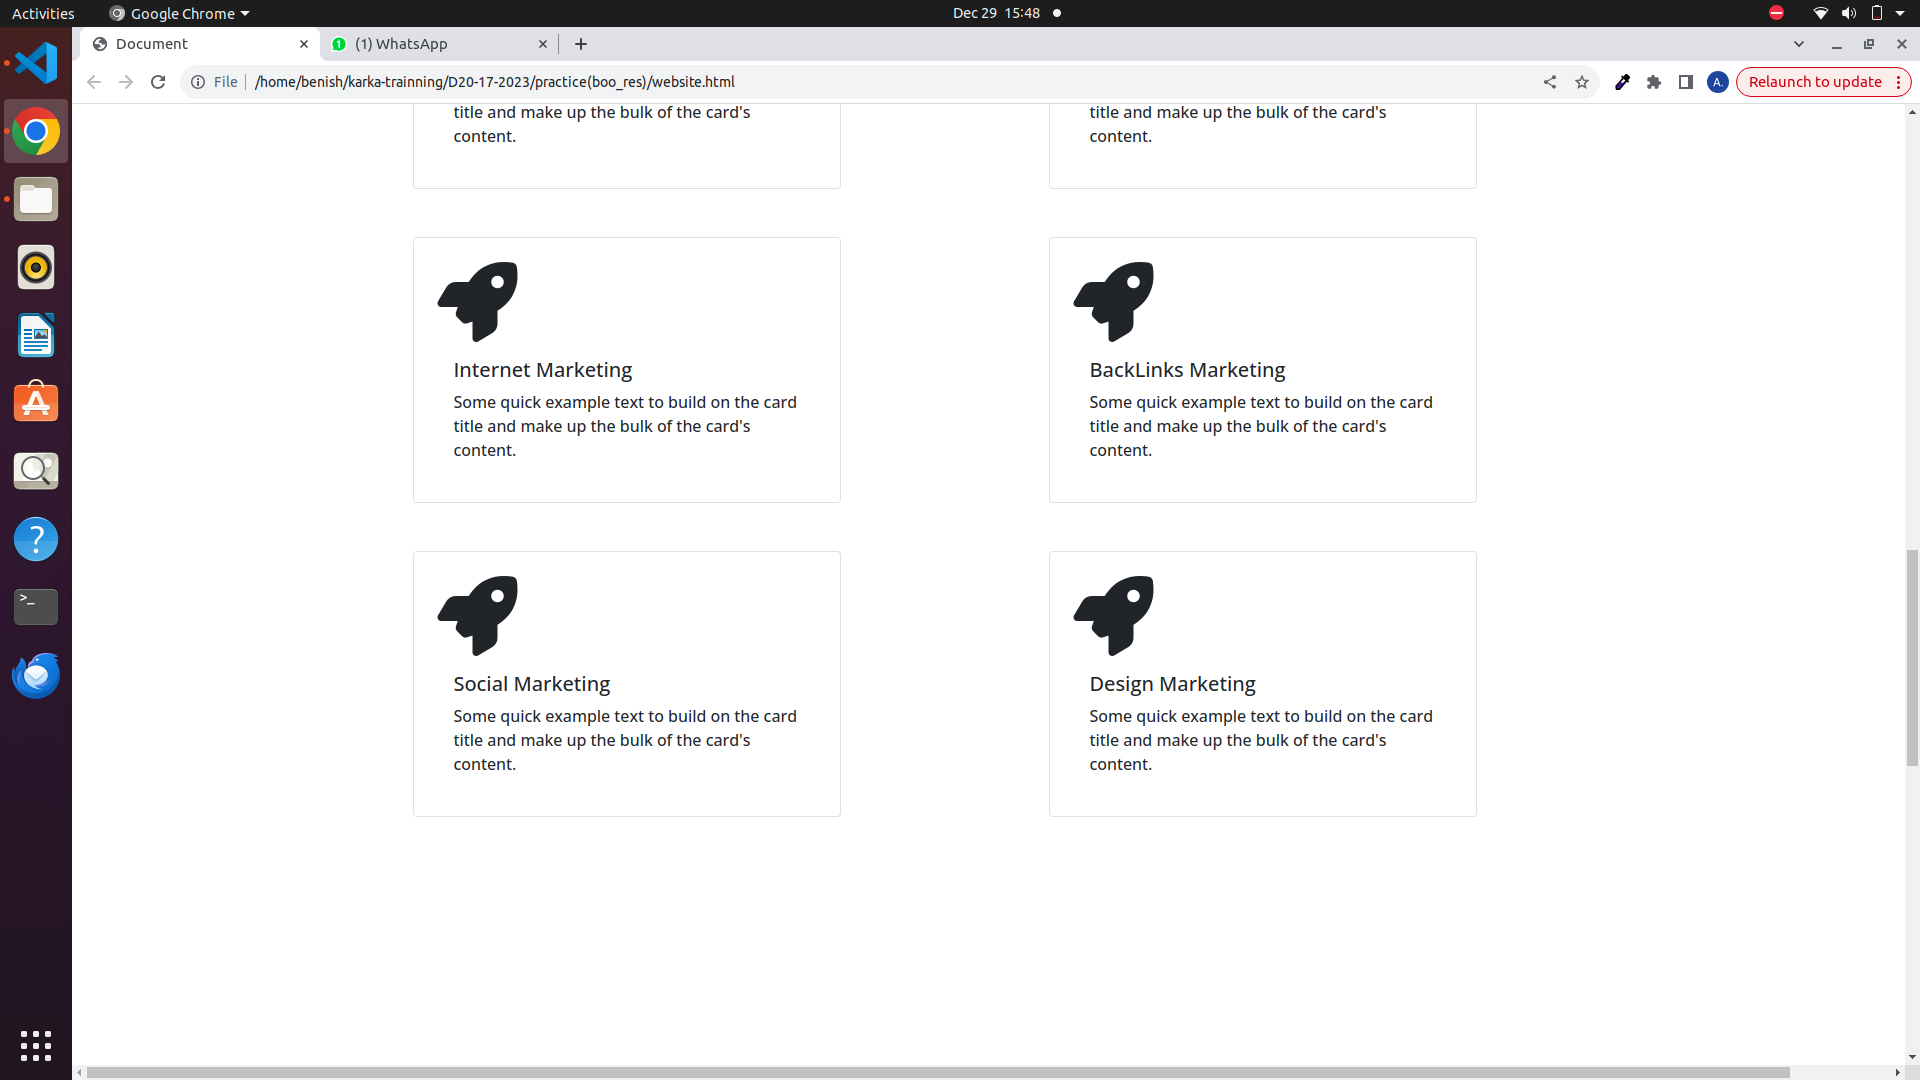 Activities
Google Chrome
Dec 29 15:48
Document
(1) WhatsApp
File
/home/benish/karka-trainning/D20-17-2023/practice(boo_res)/website.html
A.
Relaunch to update
title and make up the bulk of the card's
content.
title and make up the bulk of the card's
content.
Internet Marketing
Some quick example text to build on the card
title and make up the bulk of the card's
content.
BackLinks Marketing
Some quick example text to build on the card
title and make up the bulk of the card's
content.
Social Marketing
Some quick example text to build on the card
title and make up the bulk of the card's
content.
Design Marketing
Some quick example text to build on the card
title and make up the bulk of the card's
content.